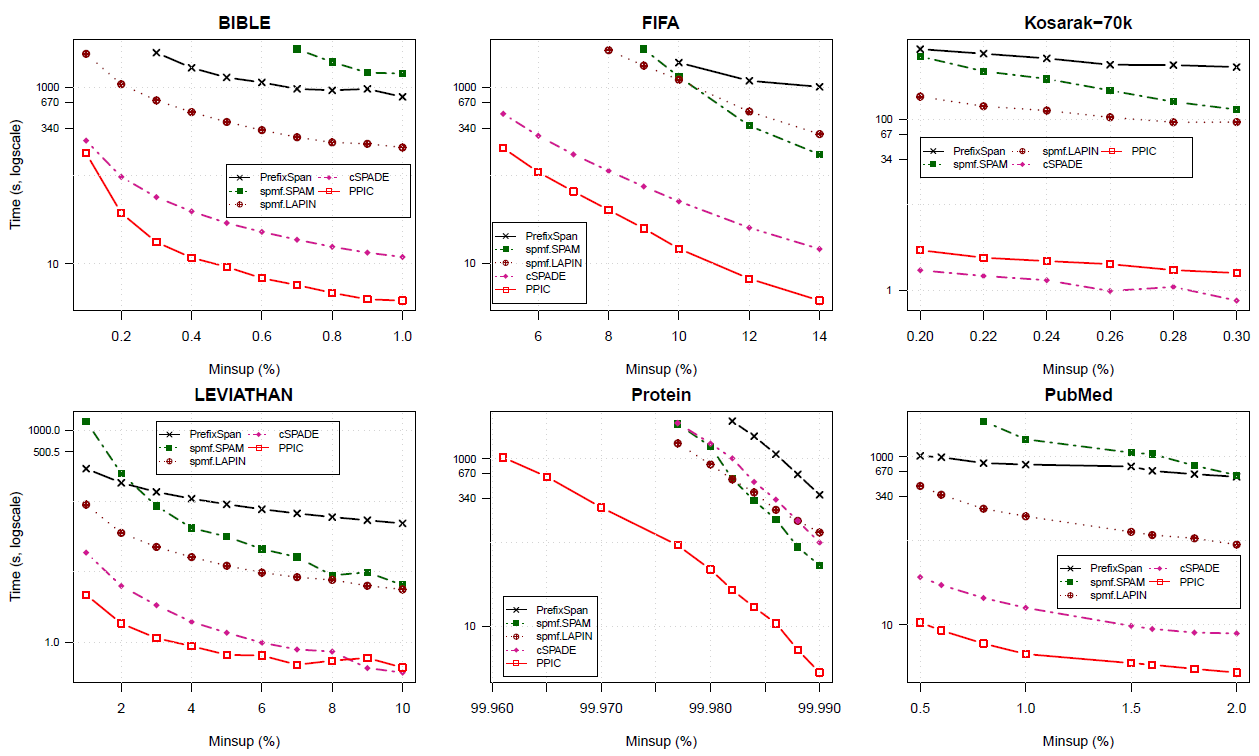 BIBLE
FIFA
Kosarak−70k
Time (s, logscale)
1000
670
340
10
PrefixSpan
cSPADE
spmf.SPAM
PPIC
spmf.LAPIN
0.2
0.4
0.6
0.8
1.0
Minsup (%)
1000
670
340
10
PrefixSpan
spmf.SPAM
spmf.LAPIN
cSPADE
PPIC
6
8
10
12
14
Minsup (%)
100
67
34
1
PrefixSpan
spmf.LAPIN
PPIC
spmf.SPAM
cSPADE
0.20
0.22
0.24
0.26
0.28
0.30
Minsup (%)
LEVIATHAN
Protein
PubMed
Time (s, logscale)
1000.0
500.5
1.0
PrefixSpan
cSPADE
spmf.SPAM
PPIC
spmf.LAPIN
2
4
6
8
10
Minsup (%)
1000
670
340
10
PrefixSpan
spmf.SPAM
spmf.LAPIN
cSPADE
PPIC
99.960
99.970
99.980
99.990
Minsup (%)
1000
670
340
10
PrefixSpan
cSPADE
spmf.SPAM
PPIC
spmf.LAPIN
0.5
1.0
1.5
2.0
Minsup (%)